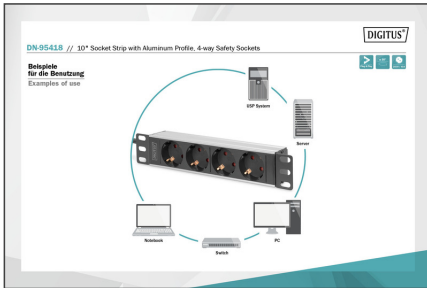 DIGITUS®
DN-95418 // 10" Socket Strip with Aluminum Profile, 4-way Safety Sockets
Beispiele
für die Benutzung
Examples of use
USP System
Server
Notebook
PC
Switch